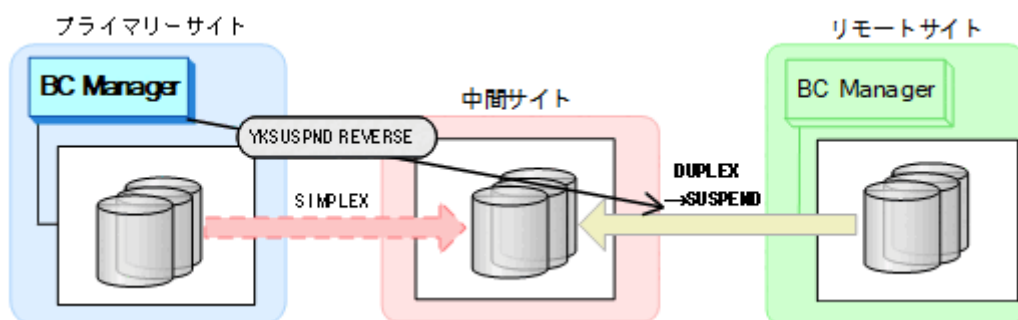 プライマリーサイト
リモートサイト
BC Manager
BC Manager
中間サイト
YKSUSPND REVERSE
DUPLEX
→SUSPEND
SIMPLEX